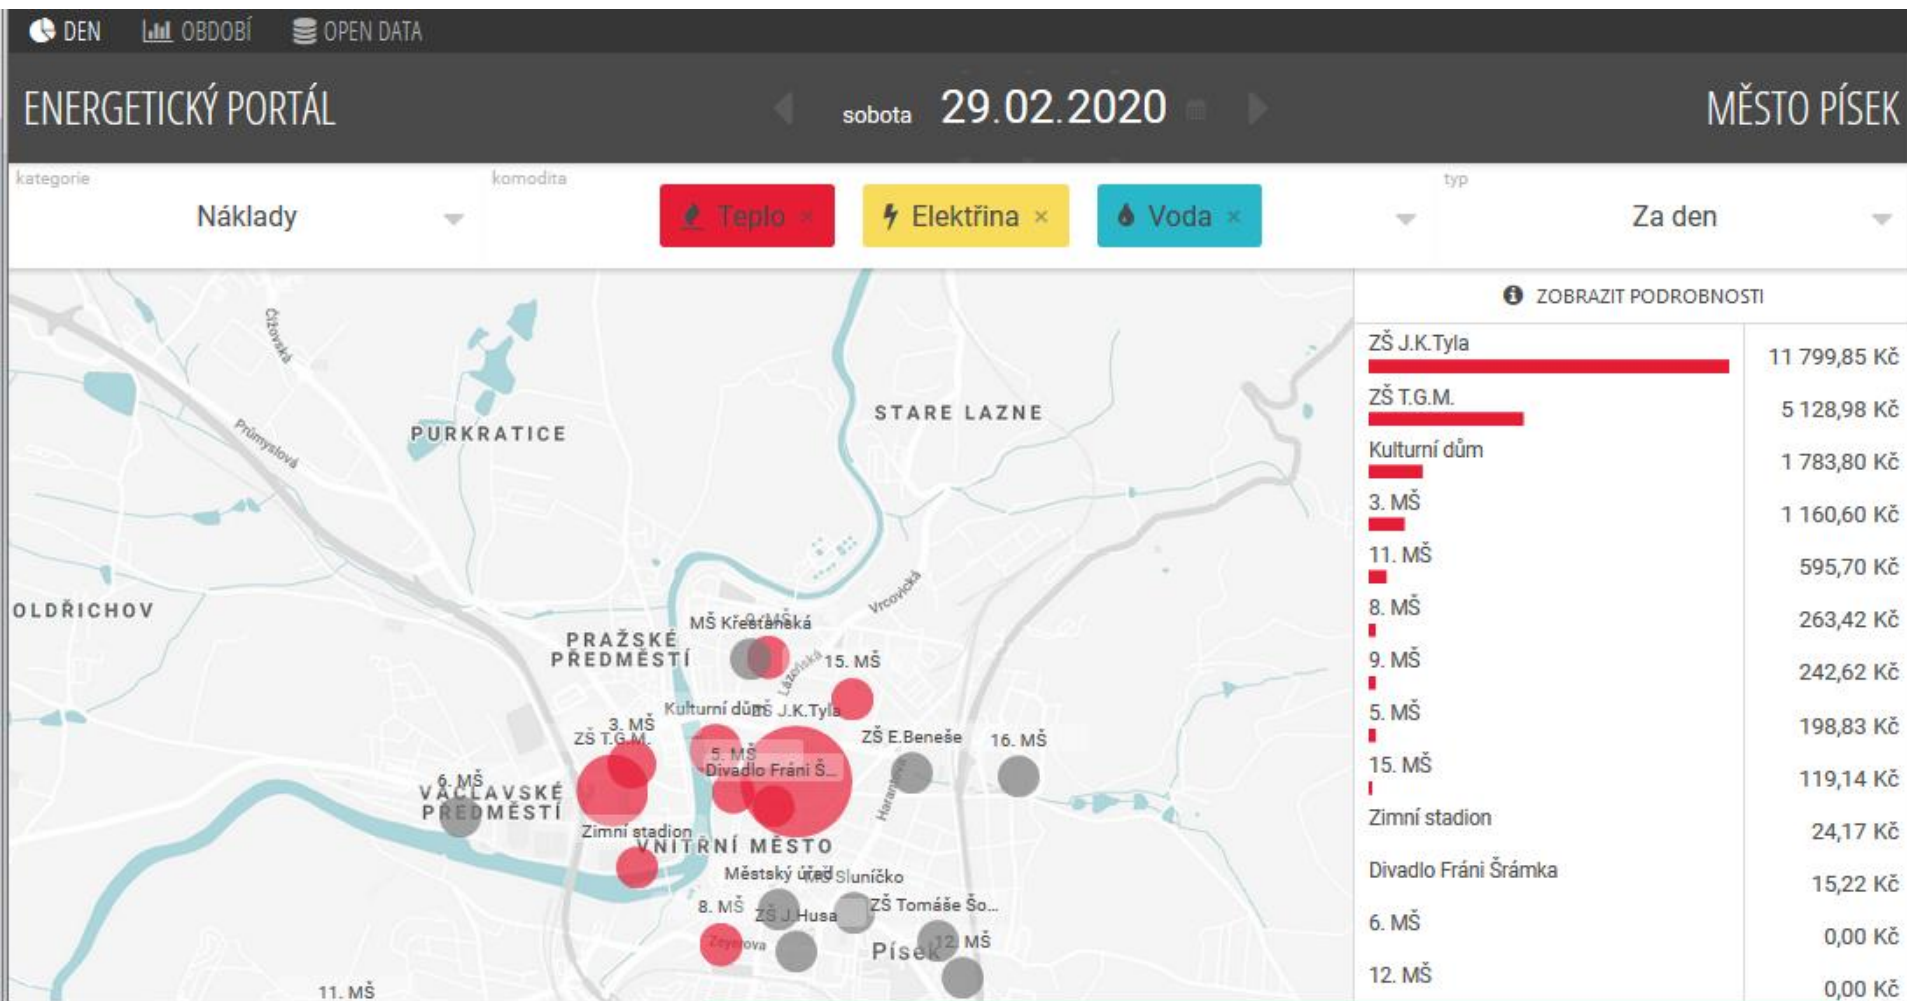 DEN OBDOBÍ OPEN DATA
ENERGETICKÝ PORTÁL sobota 29.02.2020 MĚSTO PÍSEK
kategorie komodita typ
Náklady Teplo × Elektřina × Voda × Za den
ZOBRAZIT PODROBNOSTI
ZŠ J.K.Tyla 11 799,85 Kč
ZŠ T.G.M. 5 128,98 Kč
Kulturní dům 1 783,80 Kč
3. MŠ 1 160,60 Kč
11. MŠ 595,70 Kč
8. MŠ 263,42 Kč
9. MŠ 242,62 Kč
5. MŠ 198,83 Kč
15. MŠ 119,14 Kč
Zimní stadion 24,17 Kč
Divadlo Fráni Šrámka 15,22 Kč
6. MŠ 0,00 Kč
12. MŠ 0,00 Kč
Čížovská
STARE LAZNE
Průmyslová
PURKRATICE
Vrcovická
OLDŘICHOV
MŠ Křesťanská
9. MŠ
PRAŽSKÉ
PŘEDMĚSTÍ
Lázeňská
15. MŠ
Kulturní dům
ZŠ J.K.Tyla
3. MŠ
ZŠ T.G.M.
ZŠ E.Beneše
16. MŠ
5. MŠ
Divadlo Fráni Š...
6. MŠ
VÁCLAVSKÉ
PŘEDMĚSTÍ
Zimní stadion
VNITŘNÍ MĚSTO
Městský úřad
MŠ Sluníčko
8. MŠ
ZŠ J.Husa
ZŠ Tomáše Šo...
Zeyerova
Písek
12. MŠ
11. MŠ